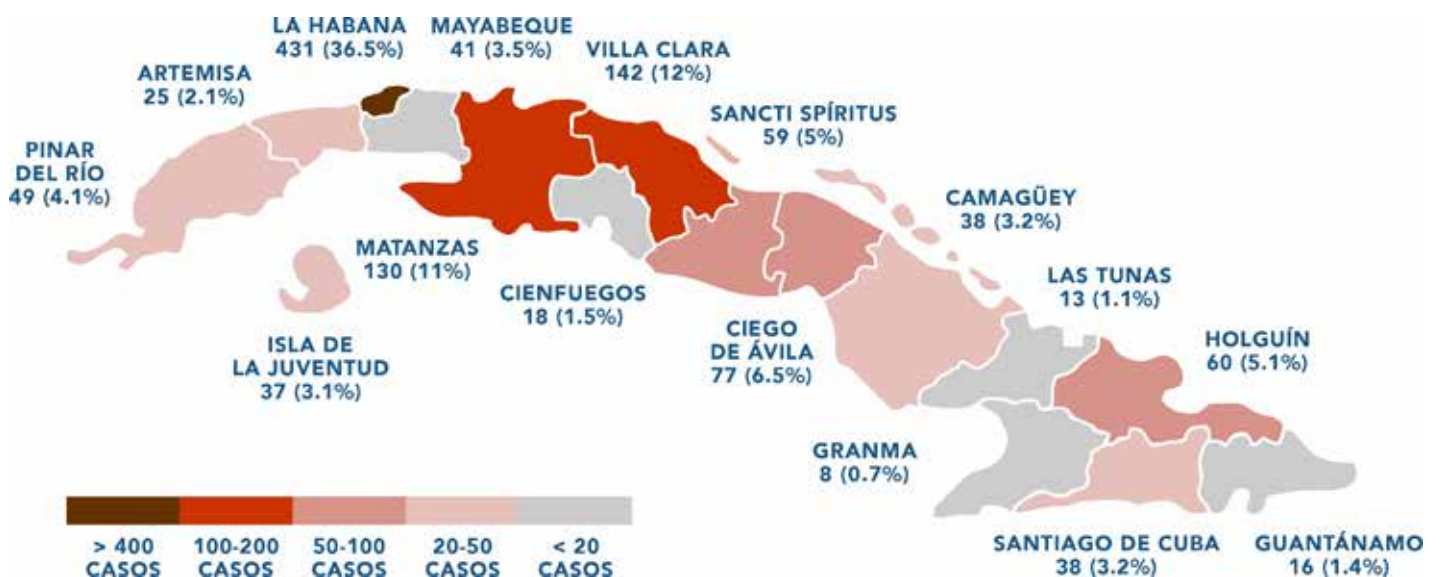 LA HABANA
431 (36.5%)
MAYABEQUE
41 (3.5%)
VILLA CLARA
142 (12%)
ARTEMISA
25 (2.1%)
SANCTI SPÍRITUS
59 (5%)
PINAR
DEL RÍO
49 (4.1%)
CAMAGÜEY
38 (3.2%)
MATANZAS
130 (11%)
LAS TUNAS
13 (1.1%)
CIENFUEGOS
18 (1.5%)
CIEGO
DE ÁVILA
77 (6.5%)
HOLGUÍN
60 (5.1%)
ISLA DE
LA JUVENTUD
37 (3.1%)
GRANMA
8 (0.7%)
SANTIAGO DE CUBA
38 (3.2%)
GUANTÁNAMO
16 (1.4%)
> 400
CASOS
100-200
CASOS
50-100
CASOS
20-50
CASOS
< 20
CASOS